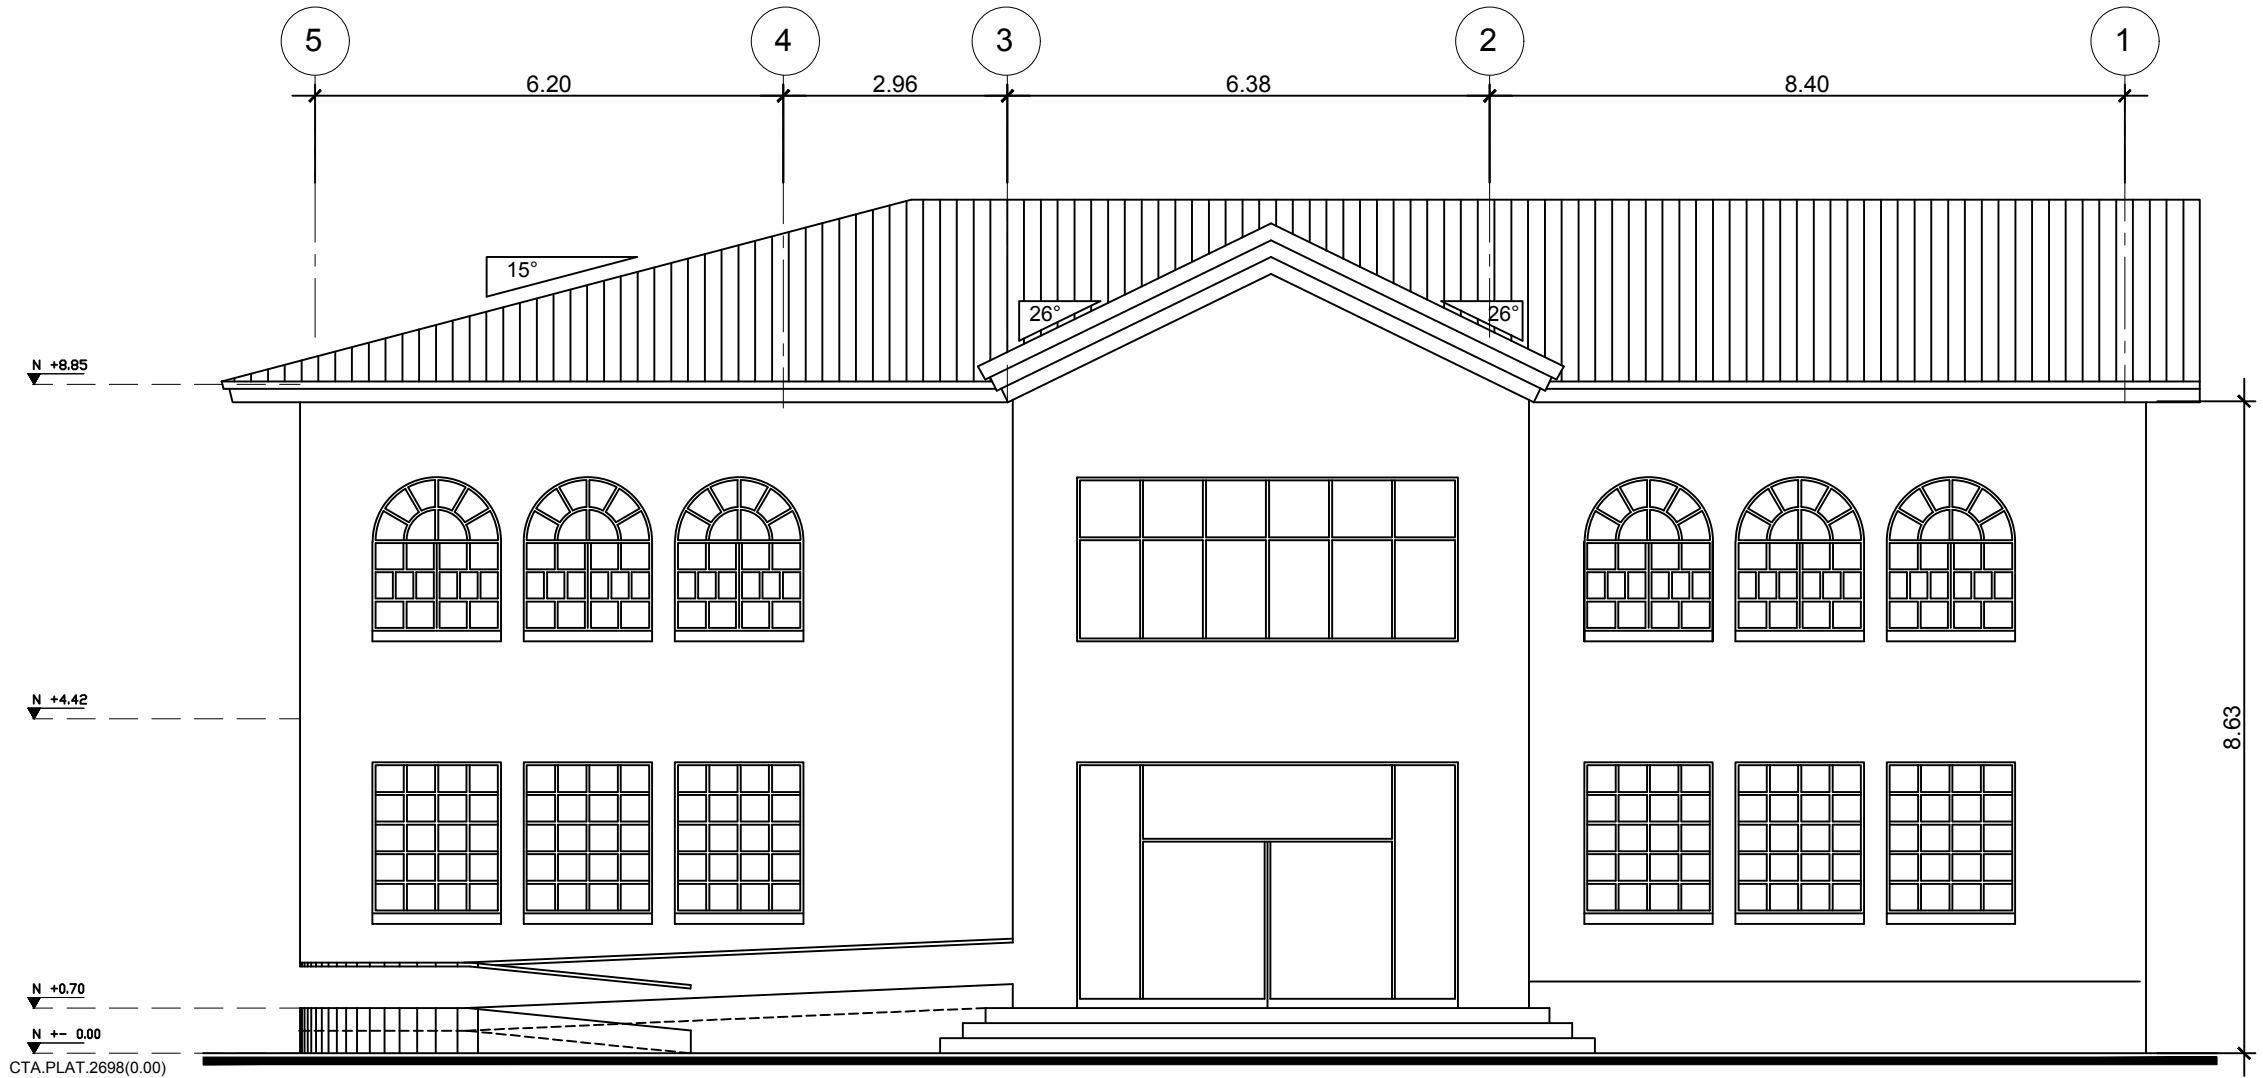 5 4 3 2 1
6.20 2.96 6.38 8.40
15°
26° 26°
N +8.85
N +4.42
8.63
N +0.70
N +- 0.00
CTA.PLAT.2698(0.00)